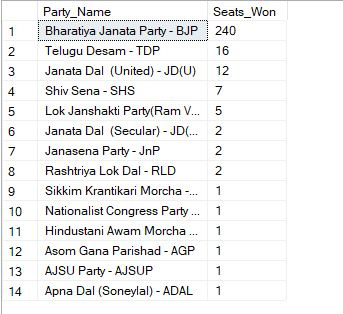 Party_Name Seats_Won
1 Bharatiya Janata Party - BJP 240
2 Telugu Desam - TDP 16
3 Janata Dal  (United) - JD(U) 12
4 Shiv Sena - SHS 7
5 Lok Janshakti Party(Ram V... 5
6 Janata Dal  (Secular) - JD(... 2
7 Janasena Party - JnP 2
8 Rashtriya Lok Dal - RLD 2
9 Sikkim Krantikari Morcha -... 1
10 Nationalist Congress Party ... 1
11 Hindustani Awam Morcha ... 1
12 Asom Gana Parishad - AGP 1
13 AJSU Party - AJSUP 1
14 Apna Dal (Soneylal) - ADAL 1